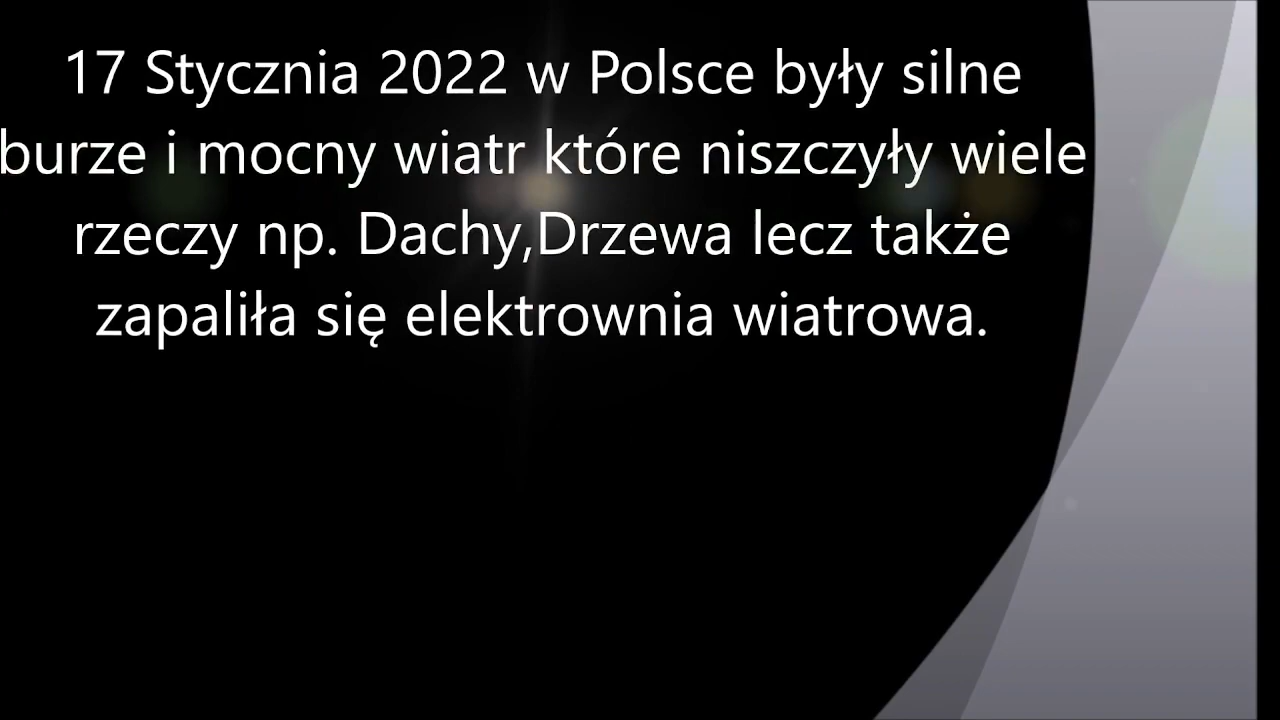 17 Stycznia 2022 w Polsce były silne
burze i mocny wiatr które niszczyły wiele
rzeczy np. Dachy,Drzewa lecz także
zapaliła się elektrownia wiatrowa.